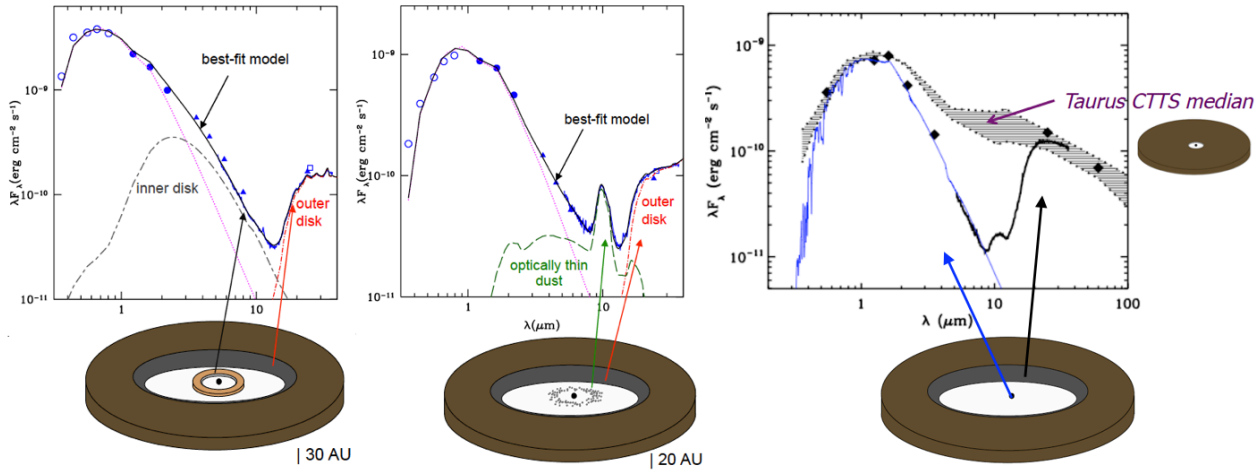 10⁻⁹
10⁻¹⁰
10⁻¹¹
λF_λ(erg cm⁻² s⁻¹)
best-fit model
inner disk
outer
disk
1
10
| 30 AU
10⁻⁹
10⁻¹⁰
10⁻¹¹
λF_λ(erg cm⁻² s⁻¹)
best-fit model
optically thin
dust
outer
disk
1
10
λ(μm)
| 20 AU
10⁻⁹
10⁻¹⁰
10⁻¹¹
λF_λ (erg cm⁻² s⁻¹)
Taurus CTTS median
1
10
100
λ (μm)